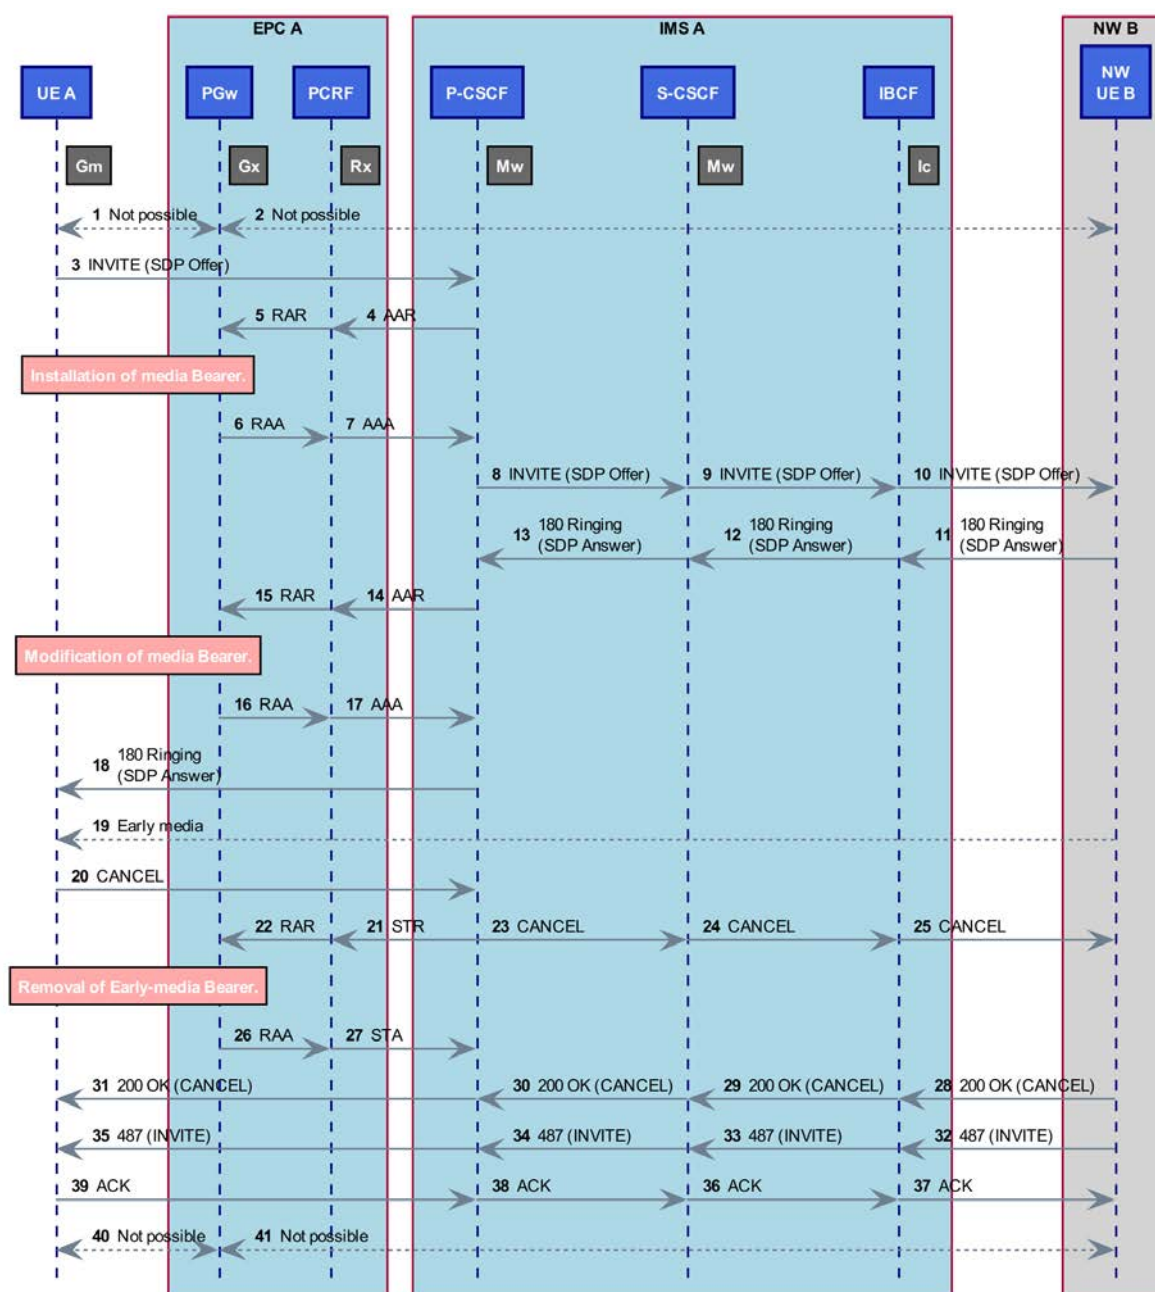 EPC A
IMS A
NW B
UE A
PGw
PCRF
P-CSCF
S-CSCF
IBCF
NW
UE B
Gm
Gx
Rx
Mw
Mw
Ic
1 Not possible
2 Not possible
3 INVITE (SDP Offer)
5 RAR
4 AAR
Installation of media Bearer.
6 RAA
7 AAA
8 INVITE (SDP Offer)
9 INVITE (SDP Offer)
10 INVITE (SDP Offer)
13 180 Ringing
(SDP Answer)
12 180 Ringing
(SDP Answer)
11 180 Ringing
(SDP Answer)
15 RAR
14 AAR
Modification of media Bearer.
16 RAA
17 AAA
18 180 Ringing
(SDP Answer)
19 Early media
20 CANCEL
22 RAR
21 STR
23 CANCEL
24 CANCEL
25 CANCEL
Removal of Early-media Bearer.
26 RAA
27 STA
31 200 OK (CANCEL)
30 200 OK (CANCEL)
29 200 OK (CANCEL)
28 200 OK (CANCEL)
35 487 (INVITE)
34 487 (INVITE)
33 487 (INVITE)
32 487 (INVITE)
39 ACK
38 ACK
36 ACK
37 ACK
40 Not possible
41 Not possible